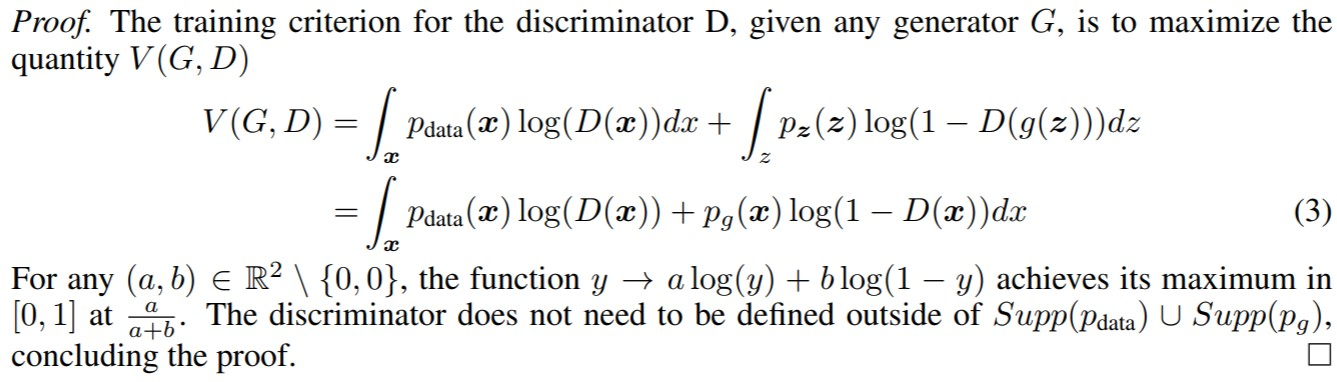 Proof. The training criterion for the discriminator D, given any generator G, is to maximize the
quantity V(G, D)
V(G, D) = ∫_x p_data(x) log(D(x))dx + ∫_z p_z(z) log(1 − D(g(z)))dz
= ∫_x p_data(x) log(D(x)) + p_g(x) log(1 − D(x))dx (3)
For any (a, b) ∈ ℝ² \ {0, 0}, the function y → a log(y) + b log(1 − y) achieves its maximum in
[0, 1] at a/(a+b). The discriminator does not need to be defined outside of Supp(p_data) ∪ Supp(p_g),
concluding the proof. □